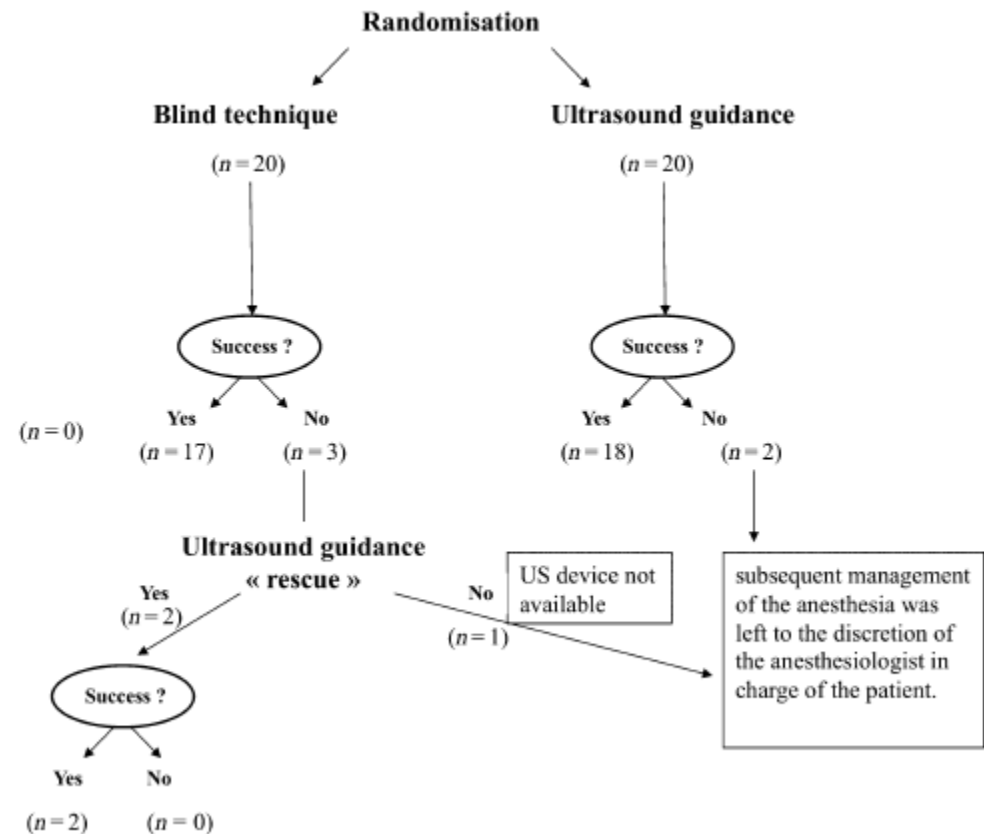 Randomisation
Blind technique
Ultrasound guidance
(n=20)
(n=20)
Success ?
Success ?
Yes
No
Yes
No
(n=0)
(n=17)
(n=3)
(n=18)
(n=2)
Ultrasound guidance
« rescue »
Yes
(n=2)
No
(n=1)
US device not
available
subsequent management
of the anesthesia was
left to the discretion of
the anesthesiologist in
charge of the patient.
Success ?
Yes
No
(n=2)
(n= 0)